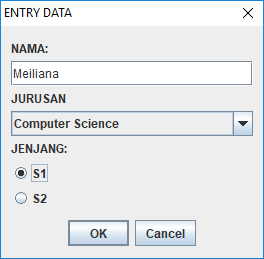 ENTRY DATA
NAMA:
Meiliana
JURUSAN
Computer Science
JENJANG:
S1
S2
OK Cancel